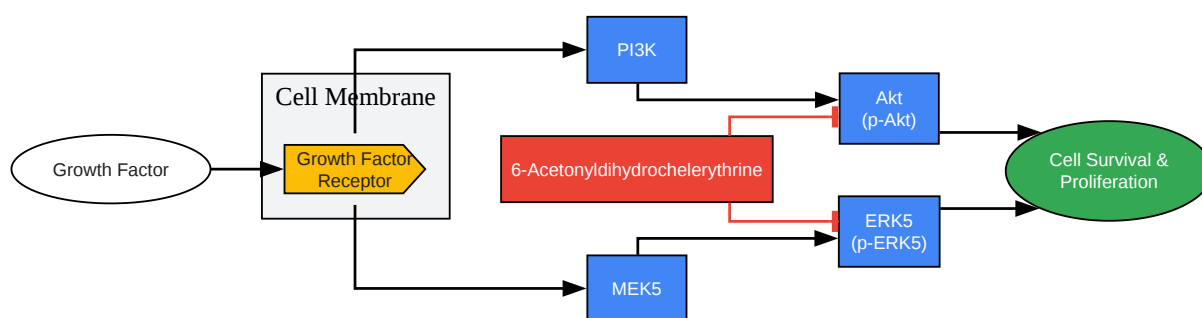 PI3K
Cell Membrane
Akt
(p-Akt)
Growth Factor
Growth Factor
Receptor
6-Acetonyldihydrochelerythrine
Cell Survival &
Proliferation
ERK5
(p-ERK5)
MEK5